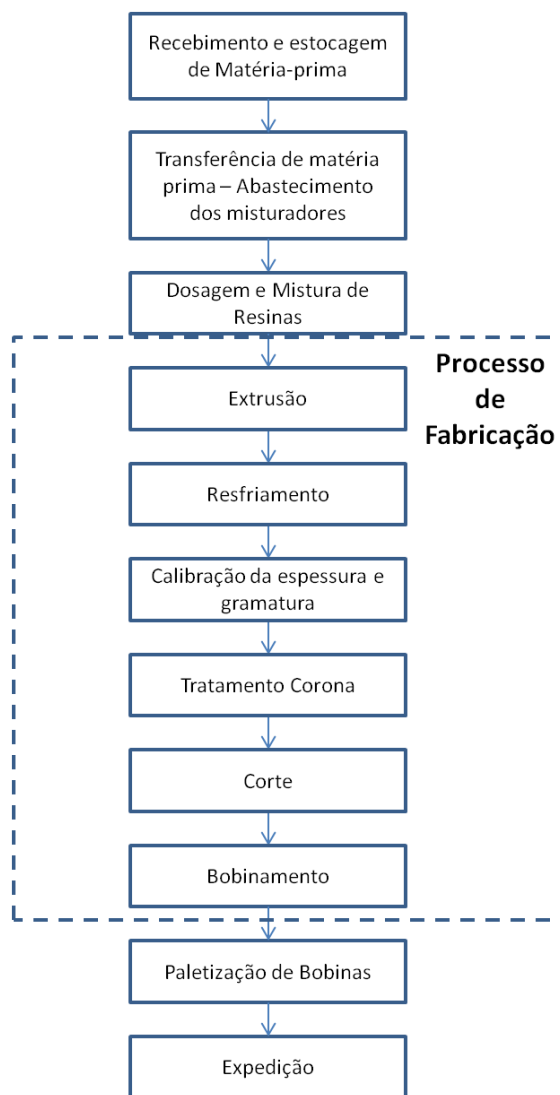 Recebimento e estocagem
de Matéria-prima
Transferência de matéria
prima – Abastecimento
dos misturadores
Dosagem e Mistura de
Resinas
Processo
de
Fabricação
Extrusão
Resfriamento
Calibração da espessura e
gramatura
Tratamento Corona
Corte
Bobinamento
Paletização de Bobinas
Expedição